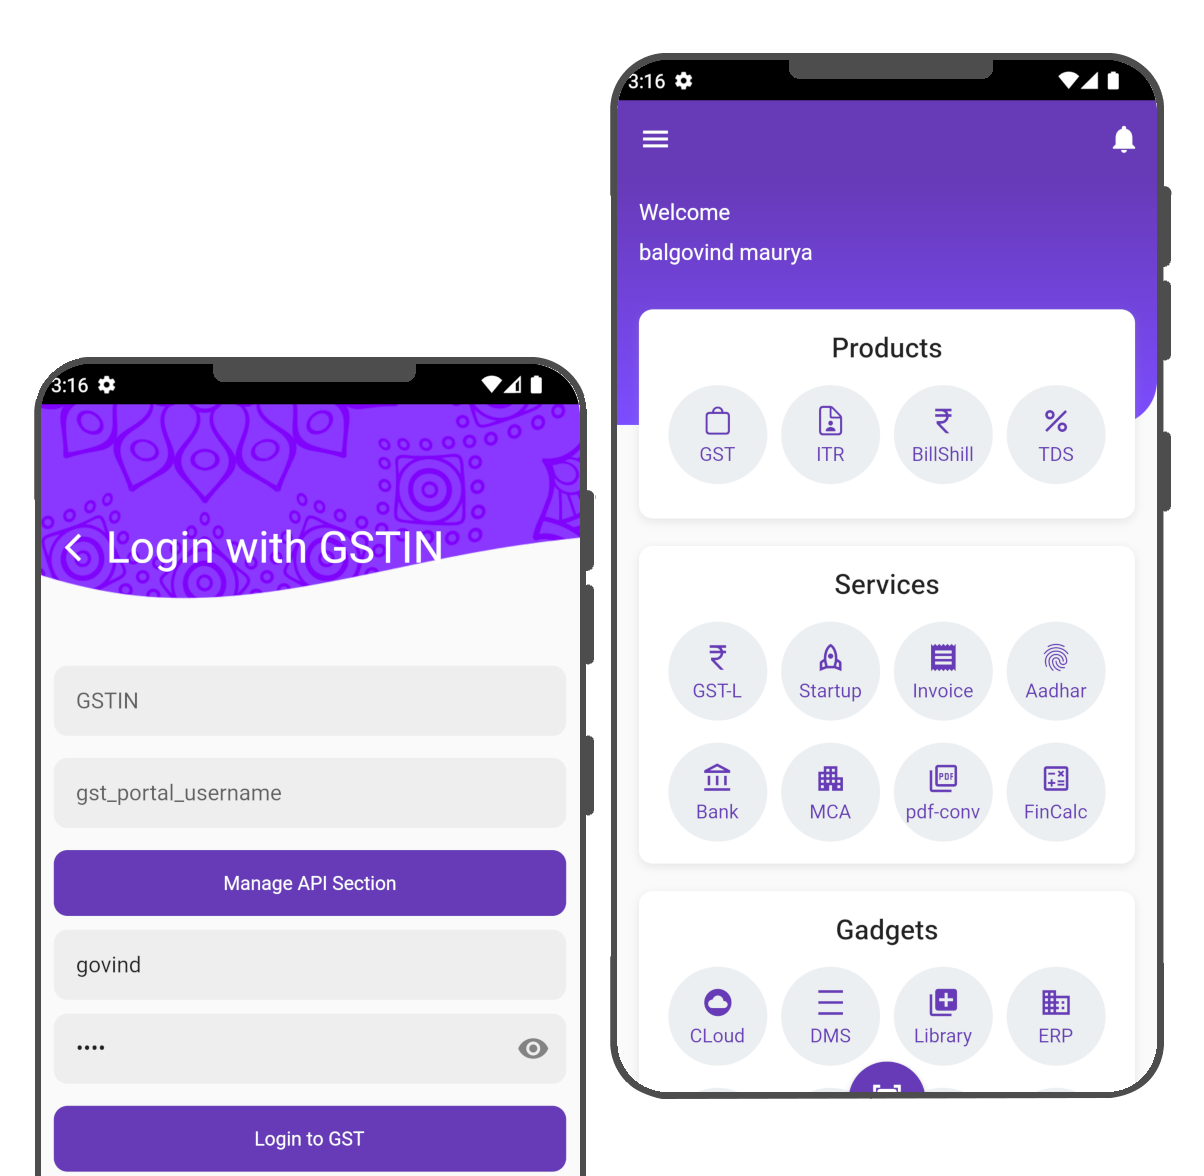 3:16
Login with GSTIN
GSTIN
gst_portal_username
Manage API Section
govind
••••
Login to GST
3:16
Welcome
balgovind maurya
Products
GST ITR BillShill TDS
Services
GST-L Startup Invoice Aadhar
Bank MCA pdf-conv FinCalc
PDF
Gadgets
CLoud DMS Library ERP